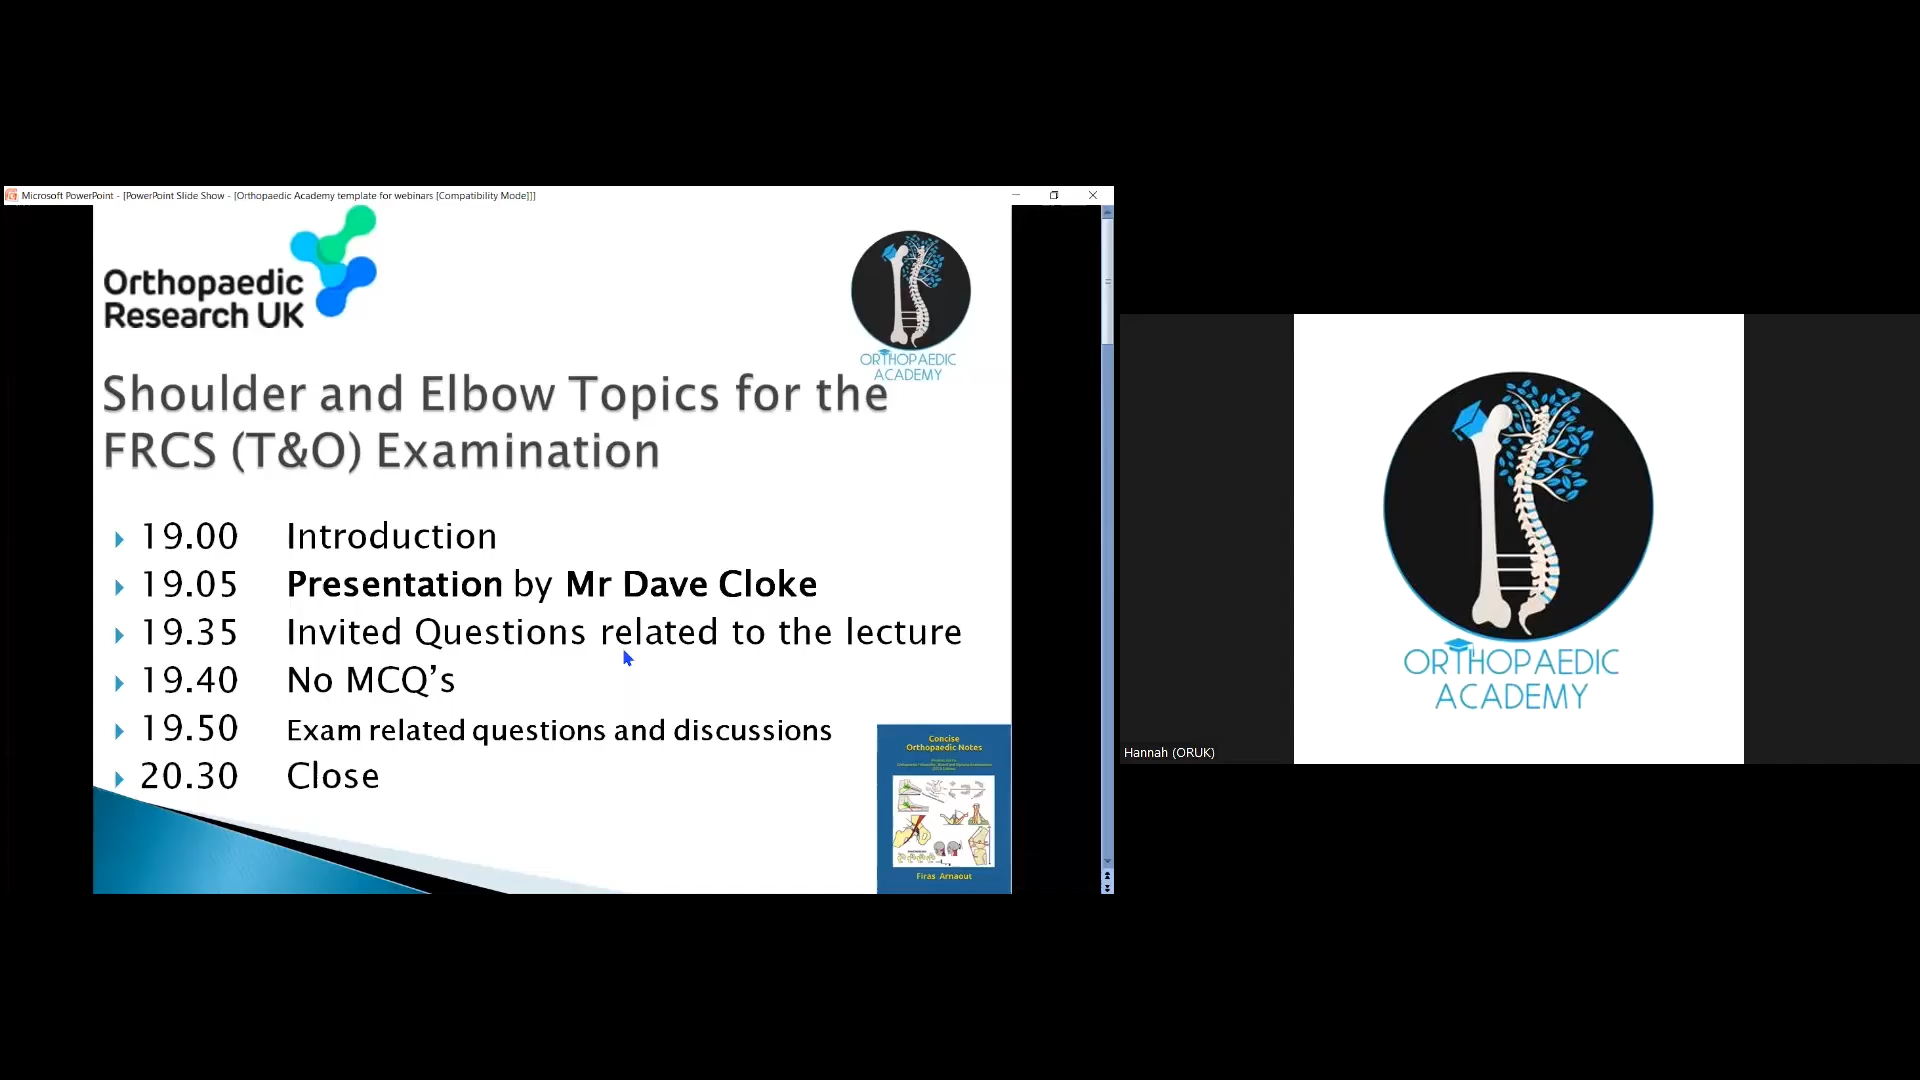 Microsoft PowerPoint - [PowerPoint Slide Show - [Orthopaedic Academy template for webinars [Compatibility Mode]]]
Orthopaedic
Research UK
ORTHOPAEDIC
ACADEMY
Shoulder and Elbow Topics for the
FRCS (T&O) Examination
19.00 Introduction
19.05 Presentation by Mr Dave Cloke
19.35 Invited Questions related to the lecture
19.40 No MCQ’s
19.50 Exam related questions and discussions
20.30 Close
Concise
Orthopaedic Notes
Firas Arnaout
ORTHOPAEDIC
ACADEMY
Hannah (ORUK)